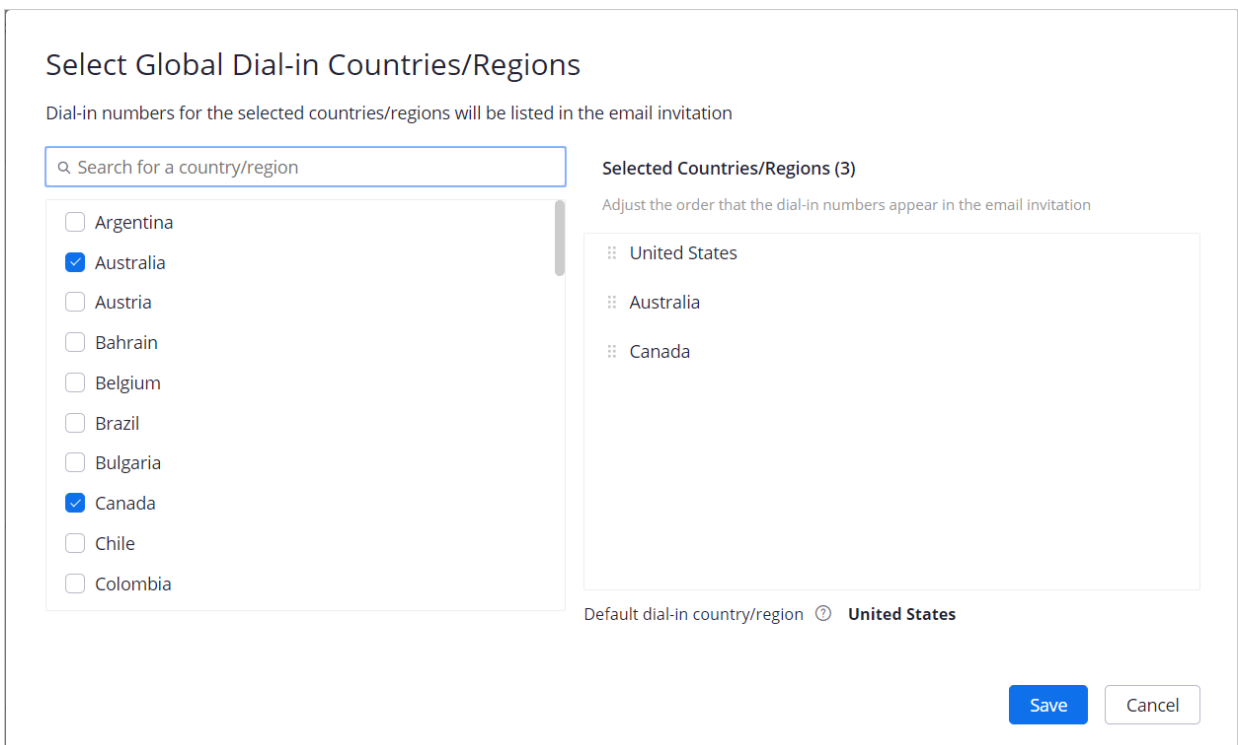 Select Global Dial-in Countries/Regions
Dial-in numbers for the selected countries/regions will be listed in the email invitation
Search for a country/region
Argentina
Australia
Austria
Bahrain
Belgium
Brazil
Bulgaria
Canada
Chile
Colombia
Selected Countries/Regions (3)
Adjust the order that the dial-in numbers appear in the email invitation
United States
Australia
Canada
Default dial-in country/region ? United States
Save
Cancel